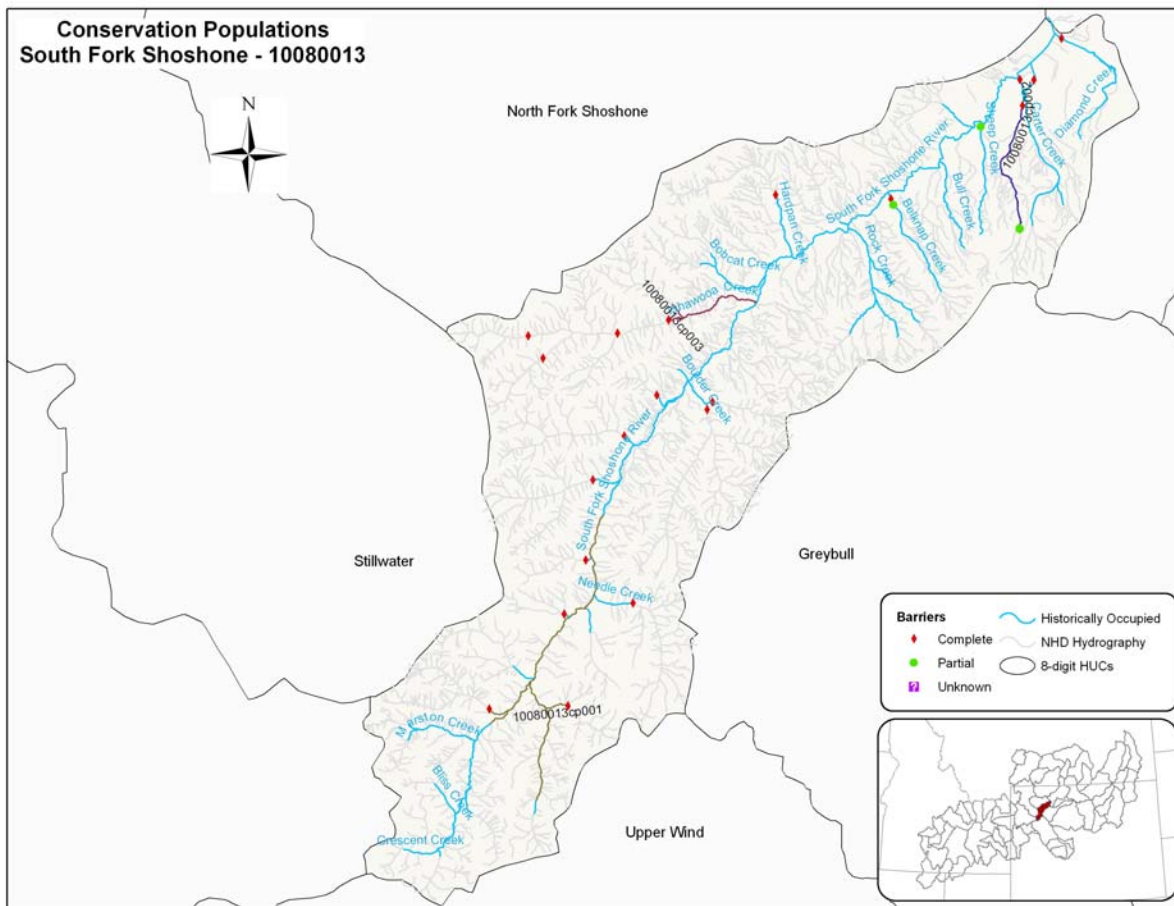 Conservation Populations
South Fork Shoshone - 10080013
N
North Fork Shoshone
Stillwater
Greybull
Upper Wind
Diamond Creek
Carter Creek
10080013cp002
Sheep Creek
Bull Creek
South Fork Shoshone River
Belknap Creek
Rock Creek
Hardpan Creek
Bobcat Creek
Creek
10080013cp003
Boulder Creek
South Fork Shoshone River
Needle Creek
10080013cp001
Marston Creek
Bliss Creek
Crescent Creek
Barriers
Complete
Partial
Unknown
?
Historically Occupied
NHD Hydrography
8-digit HUCs